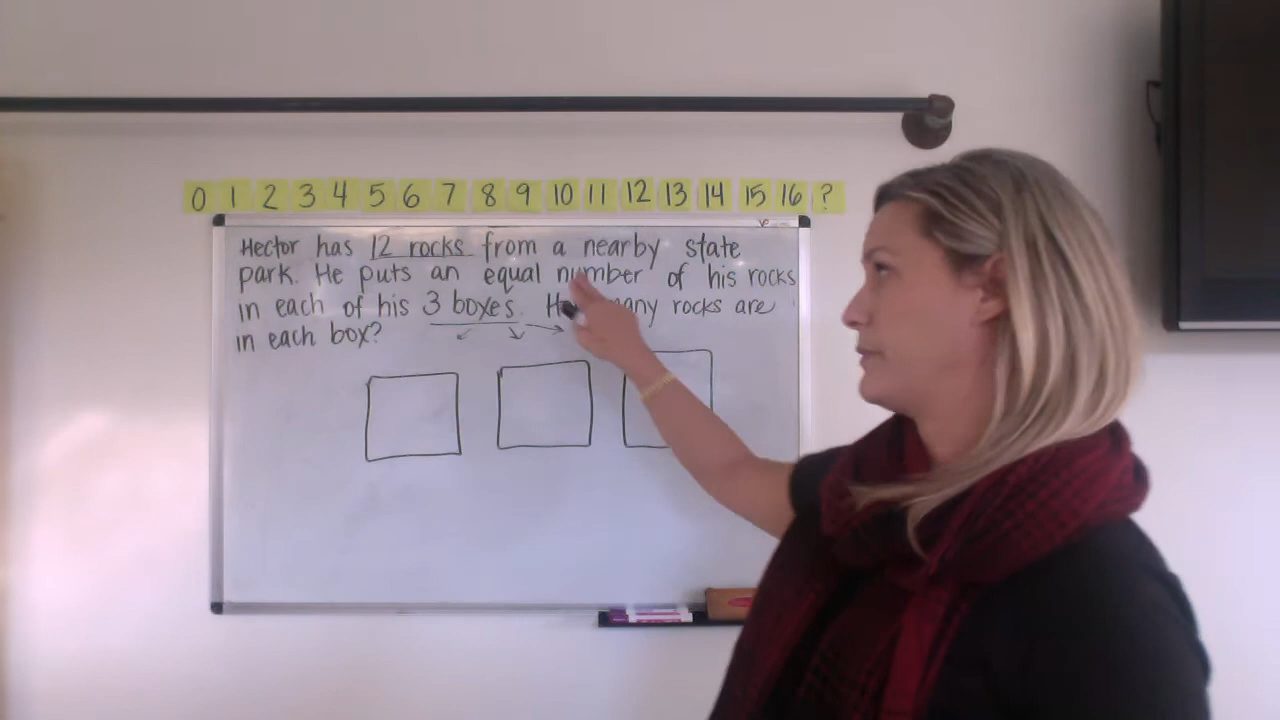 0 1 2 3 4 5 6 7 8 9 10 11 12 13 14 15 16 ?
Hector has 12 rocks from a nearby state
park. He puts an equal number of his rocks
in each of his 3 boxes. How many rocks are
in each box?